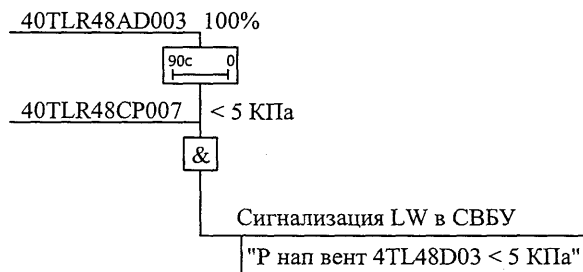 40TLR48AD003 100%
90с 0
40TLR48CP007 < 5 КПа
&
Сигнализация LW в СВБУ
"Р нап вент 4TL48D03 < 5 КПа"